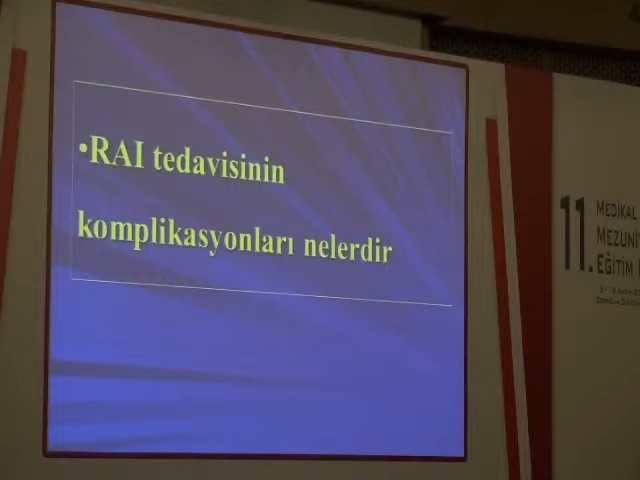 •RAI tedavisinin
komplikasyonları nelerdir
11. MEDİKAL
MEZUNİ
EĞİTİM